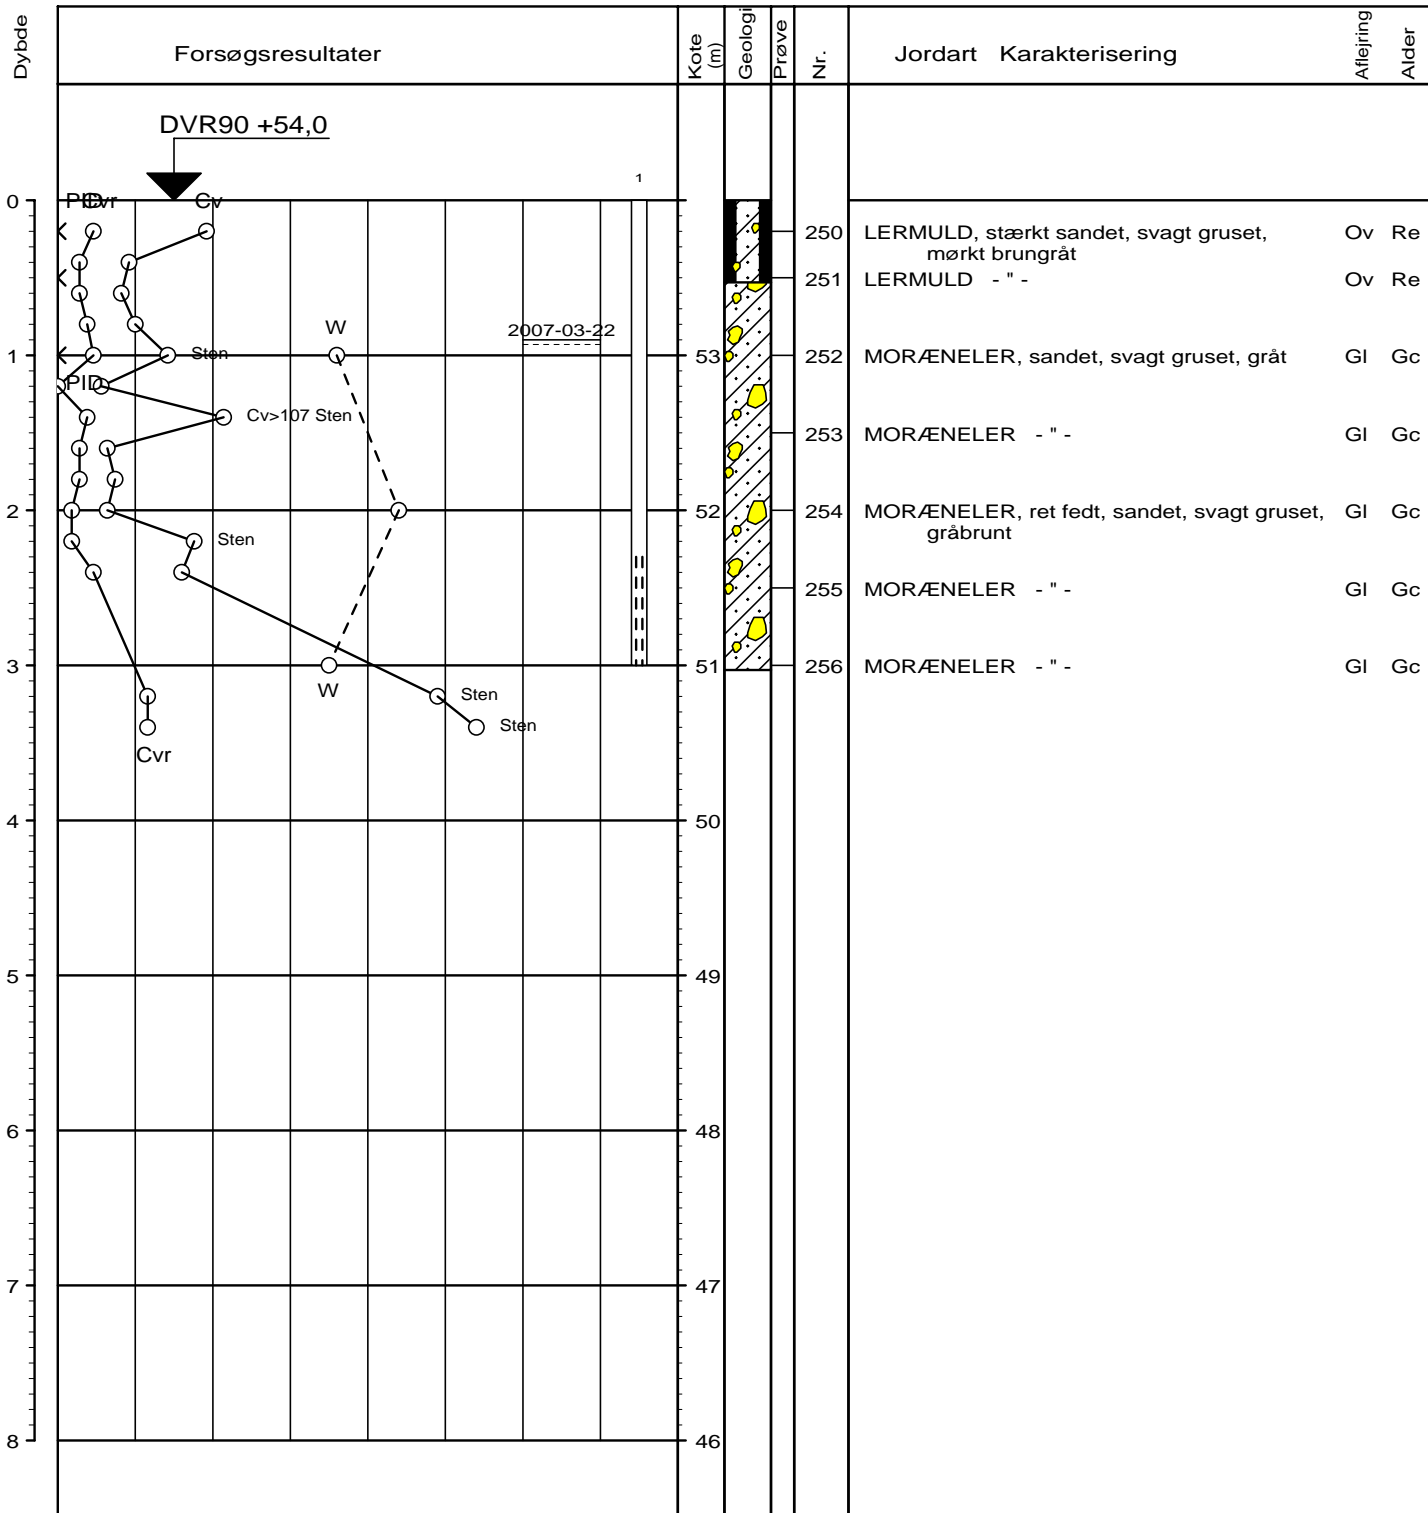 Dybde
Forsøgsresultater
Kote (m)
Geologi
Prøve
Nr.
Jordart Karakterisering
Aflejring
Alder
DVR90 +54,0
1
0
PID
Cvr
Cv
250 LERMULD, stærkt sandet, svagt gruset, Ov Re
mørkt brungråt
251 LERMULD - " - Ov Re
W
2007-03-22
1
Sten
53
252 MORÆNELER, sandet, svagt gruset, gråt Gl Gc
PID
Cv>107 Sten
253 MORÆNELER - " - Gl Gc
2
52
254 MORÆNELER, ret fedt, sandet, svagt gruset, Gl Gc
gråbrunt
Sten
255 MORÆNELER - " - Gl Gc
3
51
256 MORÆNELER - " - Gl Gc
W
Sten
Sten
Cvr
4
50
5
49
6
48
7
47
8
46